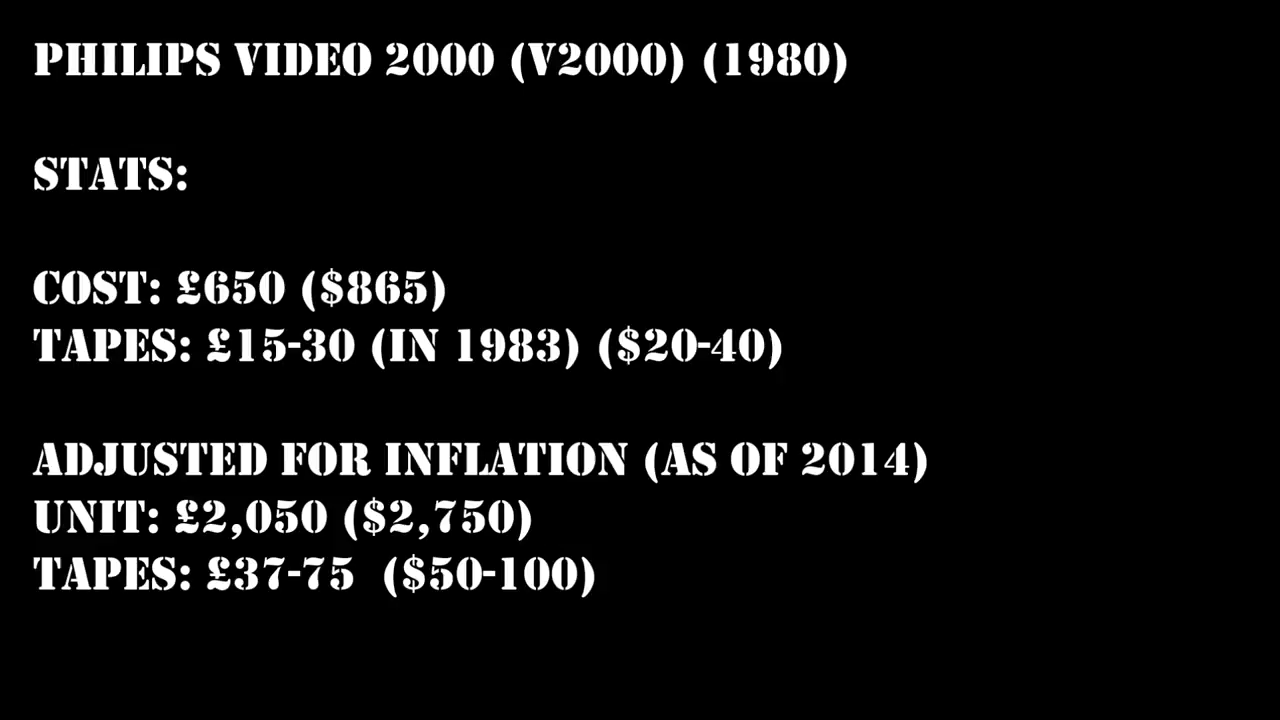 PHILIPS VIDEO 2000 (V2000) (1980)
STATS:
COST: £650 ($865)
TAPES: £15-30 (IN 1983) ($20-40)
ADJUSTED FOR INFLATION (AS OF 2014)
UNIT: £2,050 ($2,750)
TAPES: £37-75 ($50-100)